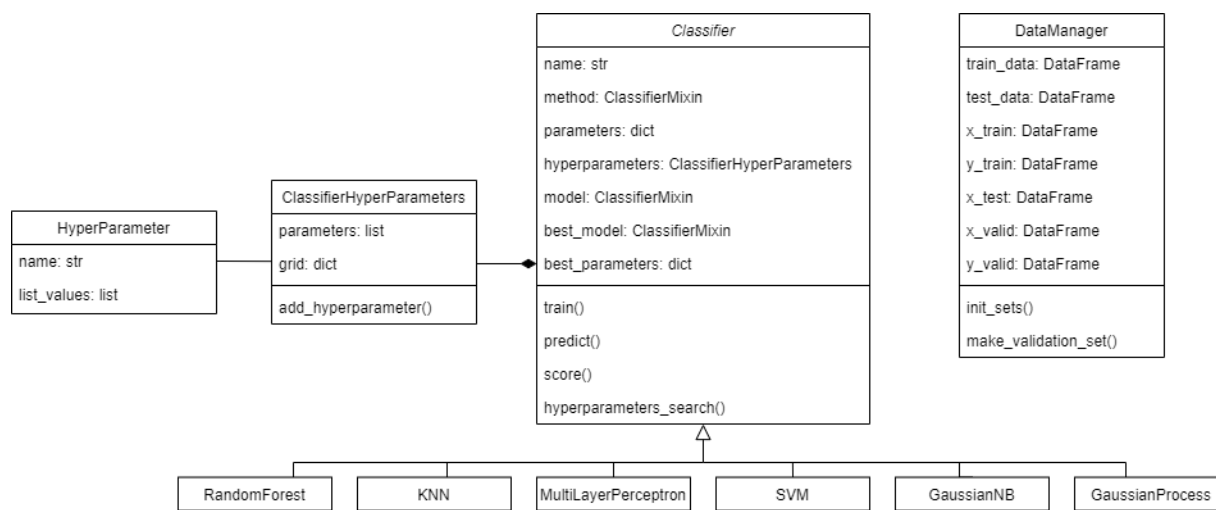 Classifier
name: str
method: ClassifierMixin
parameters: dict
hyperparameters: ClassifierHyperParameters
model: ClassifierMixin
best_model: ClassifierMixin
best_parameters: dict
train()
predict()
score()
hyperparameters_search()
DataManager
train_data: DataFrame
test_data: DataFrame
x_train: DataFrame
y_train: DataFrame
x_test: DataFrame
x_valid: DataFrame
y_valid: DataFrame
init_sets()
make_validation_set()
ClassifierHyperParameters
parameters: list
grid: dict
add_hyperparameter()
HyperParameter
name: str
list_values: list
RandomForest
KNN
MultiLayerPerceptron
SVM
GaussianNB
GaussianProcess